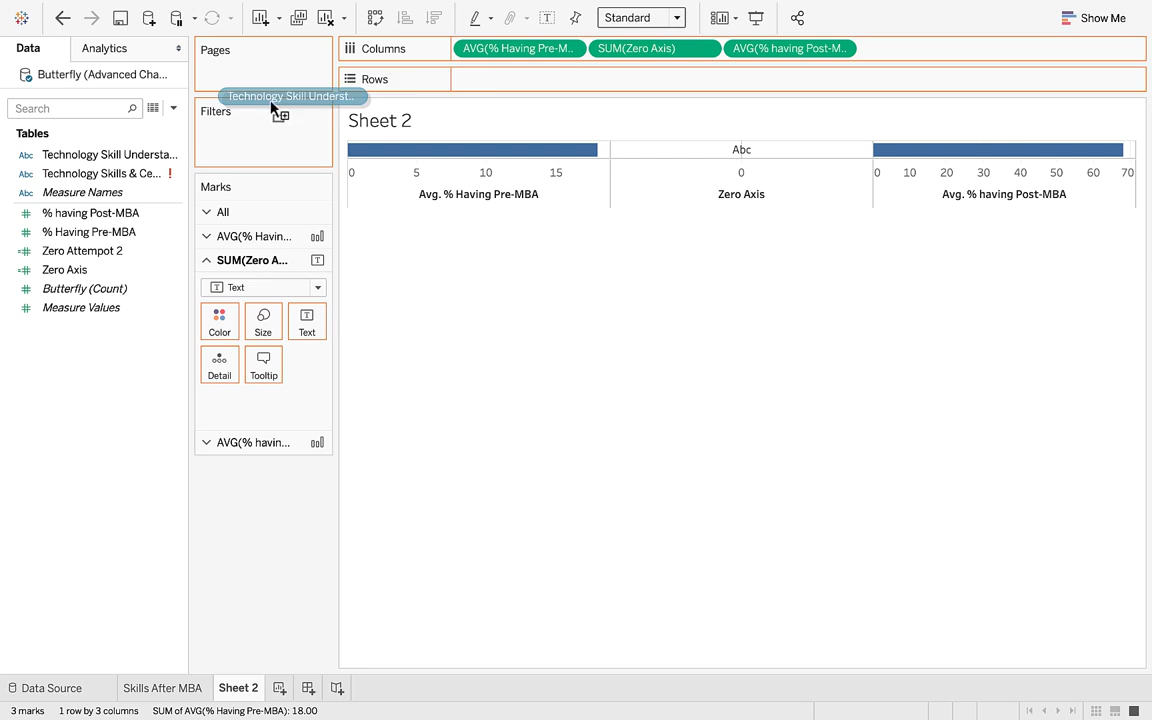 Standard
Show Me
Data
Analytics
Butterfly (Advanced Cha...
Search
Tables
Abc Technology Skill Understa...
Abc Technology Skills & Ce... !
Abc Measure Names
# % having Post-MBA
# % Having Pre-MBA
=# Zero Attempot 2
=# Zero Axis
# Butterfly (Count)
# Measure Values
Pages
Technology Skill Underst..
Filters
Marks
All
AVG(% Havin...
SUM(Zero A...
T Text
Color
Size
Text
Detail
Tooltip
AVG(% havin...
Columns
AVG(% Having Pre-M..
SUM(Zero Axis)
AVG(% having Post-M..
Rows
Sheet 2
Abc
0 5 10 15
0
0 10 20 30 40 50 60 70
Avg. % Having Pre-MBA
Zero Axis
Avg. % having Post-MBA
Data Source
Skills After MBA
Sheet 2
3 marks
1 row by 3 columns
SUM of AVG(% Having Pre-MBA): 18.00